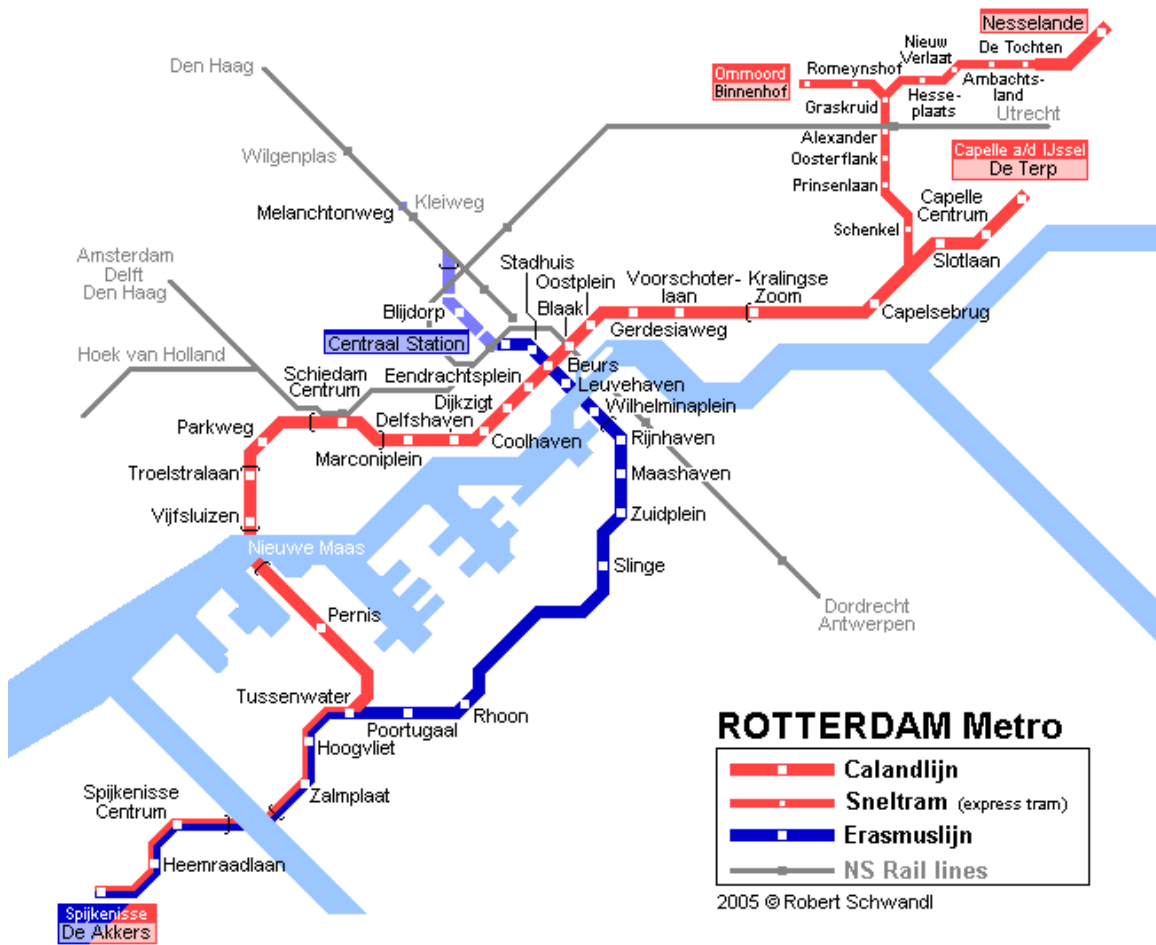 Nesselande
Nieuw
Verlaat
De Tochten
Den Haag
Ommoord
Binnenhof
Romeynshof
Ambachts-
land
Hesse-
plaats
Graskruid
Utrecht
Alexander
Wilgenplas
Oosterflank
Capelle a/d IJssel
De Terp
Prinsenlaan
Kleiweg
Melanchtonweg
Capelle
Centrum
Schenkel
Amsterdam
Delft
Den Haag
Stadhuis
Oostplein
Blaak
Voorschoter-
laan
Kralingse
Zoom
Slotlaan
Blijdorp
Gerdesiaweg
Capelsebrug
Centraal Station
Hoek van Holland
Beurs
Eendrachtsplein
Leuvehaven
Schiedam
Centrum
Dijkzigt
Wilhelminaplein
Parkweg
Delfshaven
Coolhaven
Rijnhaven
Marconiplein
Troelstralaan
Maashaven
Vijfsluizen
Zuidplein
Nieuwe Maas
Slinge
Pernis
Dordrecht
Antwerpen
Tussenwater
Rhoon
Poortugaal
Hoogvliet
Zalmplaat
Spijkenisse
Centrum
Heemraadlaan
Spijkenisse
De Akkers
ROTTERDAM Metro
Calandlijn
Sneltram (express tram)
Erasmuslijn
NS Rail lines
2005 © Robert Schwandl